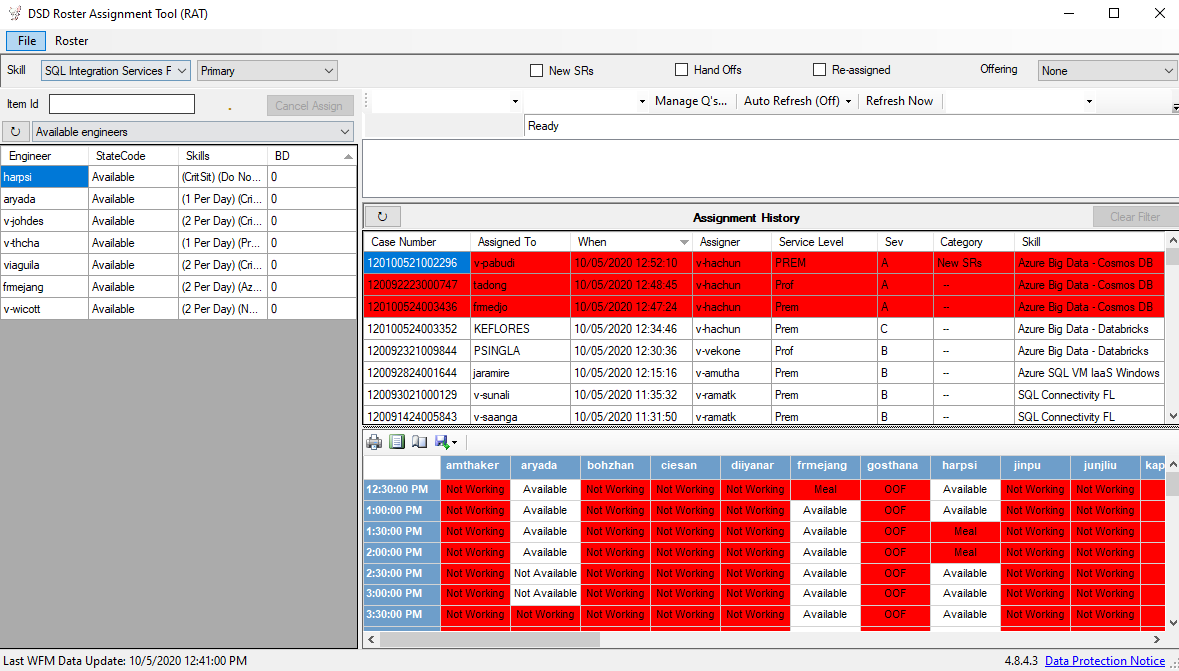 DSD Roster Assignment Tool (RAT)
File Roster
Skill SQL Integration Services F Primary New SRs Hand Offs Re-assigned Offering None
Item Id Cancel Assign Manage Q's... Auto Refresh (Off) Refresh Now
Available engineers Ready
Engineer StateCode Skills BD
harpsi Available (CritSit) (Do No... 0
aryada Available (1 Per Day) (Cri... 0
v-johdes Available (2 Per Day) (Cri... 0
v-thcha Available (1 Per Day) (Pr... 0
viaguila Available (2 Per Day) (Cri... 0
frmejang Available (2 Per Day) (Az... 0
v-wicott Available (2 Per Day) (N... 0
Assignment History Clear Filter
Case Number Assigned To When Assigner Service Level Sev Category Skill
120100521002296 v-pabudi 10/05/2020 12:52:10 v-hachun PREM A New SRs Azure Big Data - Cosmos DB
120092223000747 tadong 10/05/2020 12:48:45 v-hachun Prof A -- Azure Big Data - Cosmos DB
120100524003436 frmedjo 10/05/2020 12:47:24 v-hachun Prem A -- Azure Big Data - Cosmos DB
120100524003352 KEFLORES 10/05/2020 12:34:46 v-hachun Prem C -- Azure Big Data - Databricks
120092321009844 PSINGLA 10/05/2020 12:30:36 v-vekone Prof B -- Azure Big Data - Databricks
120092824001644 jaramire 10/05/2020 12:15:16 v-amutha Prem B -- Azure SQL VM IaaS Windows
120093021000129 v-sunali 10/05/2020 11:35:32 v-ramatk Prem B -- SQL Connectivity FL
120091424005843 v-saanga 10/05/2020 11:31:50 v-ramatk Prem B -- SQL Connectivity FL
amthaker aryada bohzhan ciesan diiyanar frmejang gosthana harpsi jinpu junjliu kap
12:30:00 PM Not Working Available Not Working Not Working Not Working Meal OOF Available Not Working Not Working
1:00:00 PM Not Working Available Not Working Not Working Not Working Available OOF Available Not Working Not Working
1:30:00 PM Not Working Available Not Working Not Working Not Working Available OOF Meal Not Working Not Working
2:00:00 PM Not Working Available Not Working Not Working Not Working Available OOF Meal Not Working Not Working
2:30:00 PM Not Working Not Available Not Working Not Working Not Working Available OOF Available Not Working Not Working
3:00:00 PM Not Working Not Available Not Working Not Working Not Working Available OOF Available Not Working Not Working
3:30:00 PM Not Working Not Working Not Working Not Working Not Working Available OOF Available Not Working Not Working
Last WFM Data Update: 10/5/2020 12:41:00 PM 4.8.4.3 Data Protection Notice